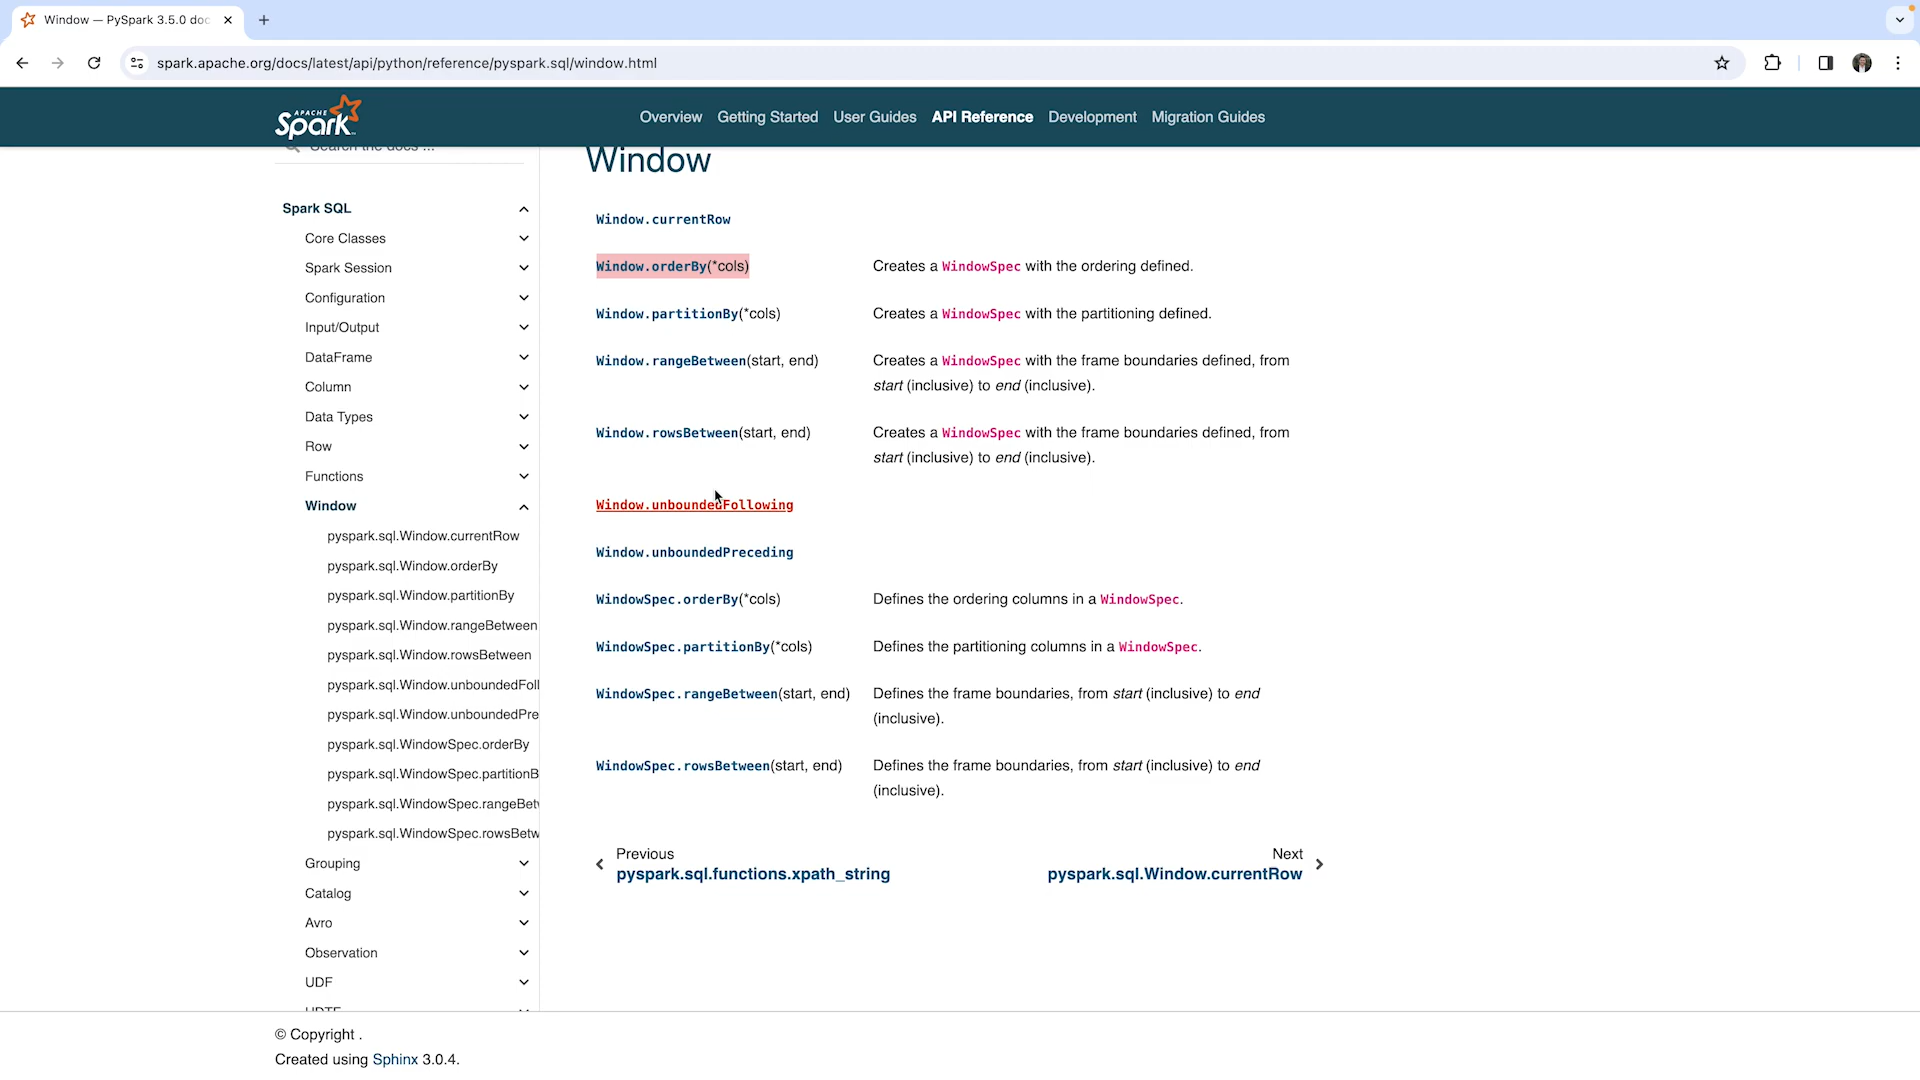 Window — PySpark 3.5.0 doc
spark.apache.org/docs/latest/api/python/reference/pyspark.sql/window.html
APACHE
Spark
Overview Getting Started User Guides API Reference Development Migration Guides
Search the docs ...
Spark SQL
Core Classes
Spark Session
Configuration
Input/Output
DataFrame
Column
Data Types
Row
Functions
Window
pyspark.sql.Window.currentRow
pyspark.sql.Window.orderBy
pyspark.sql.Window.partitionBy
pyspark.sql.Window.rangeBetween
pyspark.sql.Window.rowsBetween
pyspark.sql.Window.unboundedFoll
pyspark.sql.Window.unboundedPre
pyspark.sql.WindowSpec.orderBy
pyspark.sql.WindowSpec.partitionB
pyspark.sql.WindowSpec.rangeBetw
pyspark.sql.WindowSpec.rowsBetw
Grouping
Catalog
Avro
Observation
UDF
UDTF
Window
Window.currentRow
Window.orderBy(*cols) Creates a WindowSpec with the ordering defined.
Window.partitionBy(*cols) Creates a WindowSpec with the partitioning defined.
Window.rangeBetween(start, end) Creates a WindowSpec with the frame boundaries defined, from
start (inclusive) to end (inclusive).
Window.rowsBetween(start, end) Creates a WindowSpec with the frame boundaries defined, from
start (inclusive) to end (inclusive).
Window.unboundedFollowing
Window.unboundedPreceding
WindowSpec.orderBy(*cols) Defines the ordering columns in a WindowSpec.
WindowSpec.partitionBy(*cols) Defines the partitioning columns in a WindowSpec.
WindowSpec.rangeBetween(start, end) Defines the frame boundaries, from start (inclusive) to end
(inclusive).
WindowSpec.rowsBetween(start, end) Defines the frame boundaries, from start (inclusive) to end
(inclusive).
Previous
pyspark.sql.functions.xpath_string
Next
pyspark.sql.Window.currentRow
© Copyright .
Created using Sphinx 3.0.4.